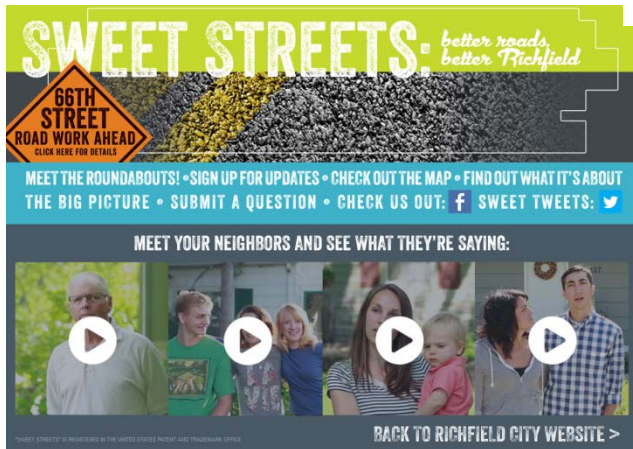 SWEET STREETS:
better roads,
better Richfield
66TH
STREET
ROAD WORK AHEAD
CLICK HERE FOR DETAILS
MEET THE ROUNDABOUTS! • SIGN UP FOR UPDATES • CHECK OUT THE MAP • FIND OUT WHAT IT'S ABOUT
THE BIG PICTURE • SUBMIT A QUESTION • CHECK US OUT: f SWEET TWEETS:
MEET YOUR NEIGHBORS AND SEE WHAT THEY'RE SAYING:
137
"SWEET STREETS" IS REGISTERED IN THE UNITED STATES PATENT AND TRADEMARK OFFICE
BACK TO RICHFIELD CITY WEBSITE >